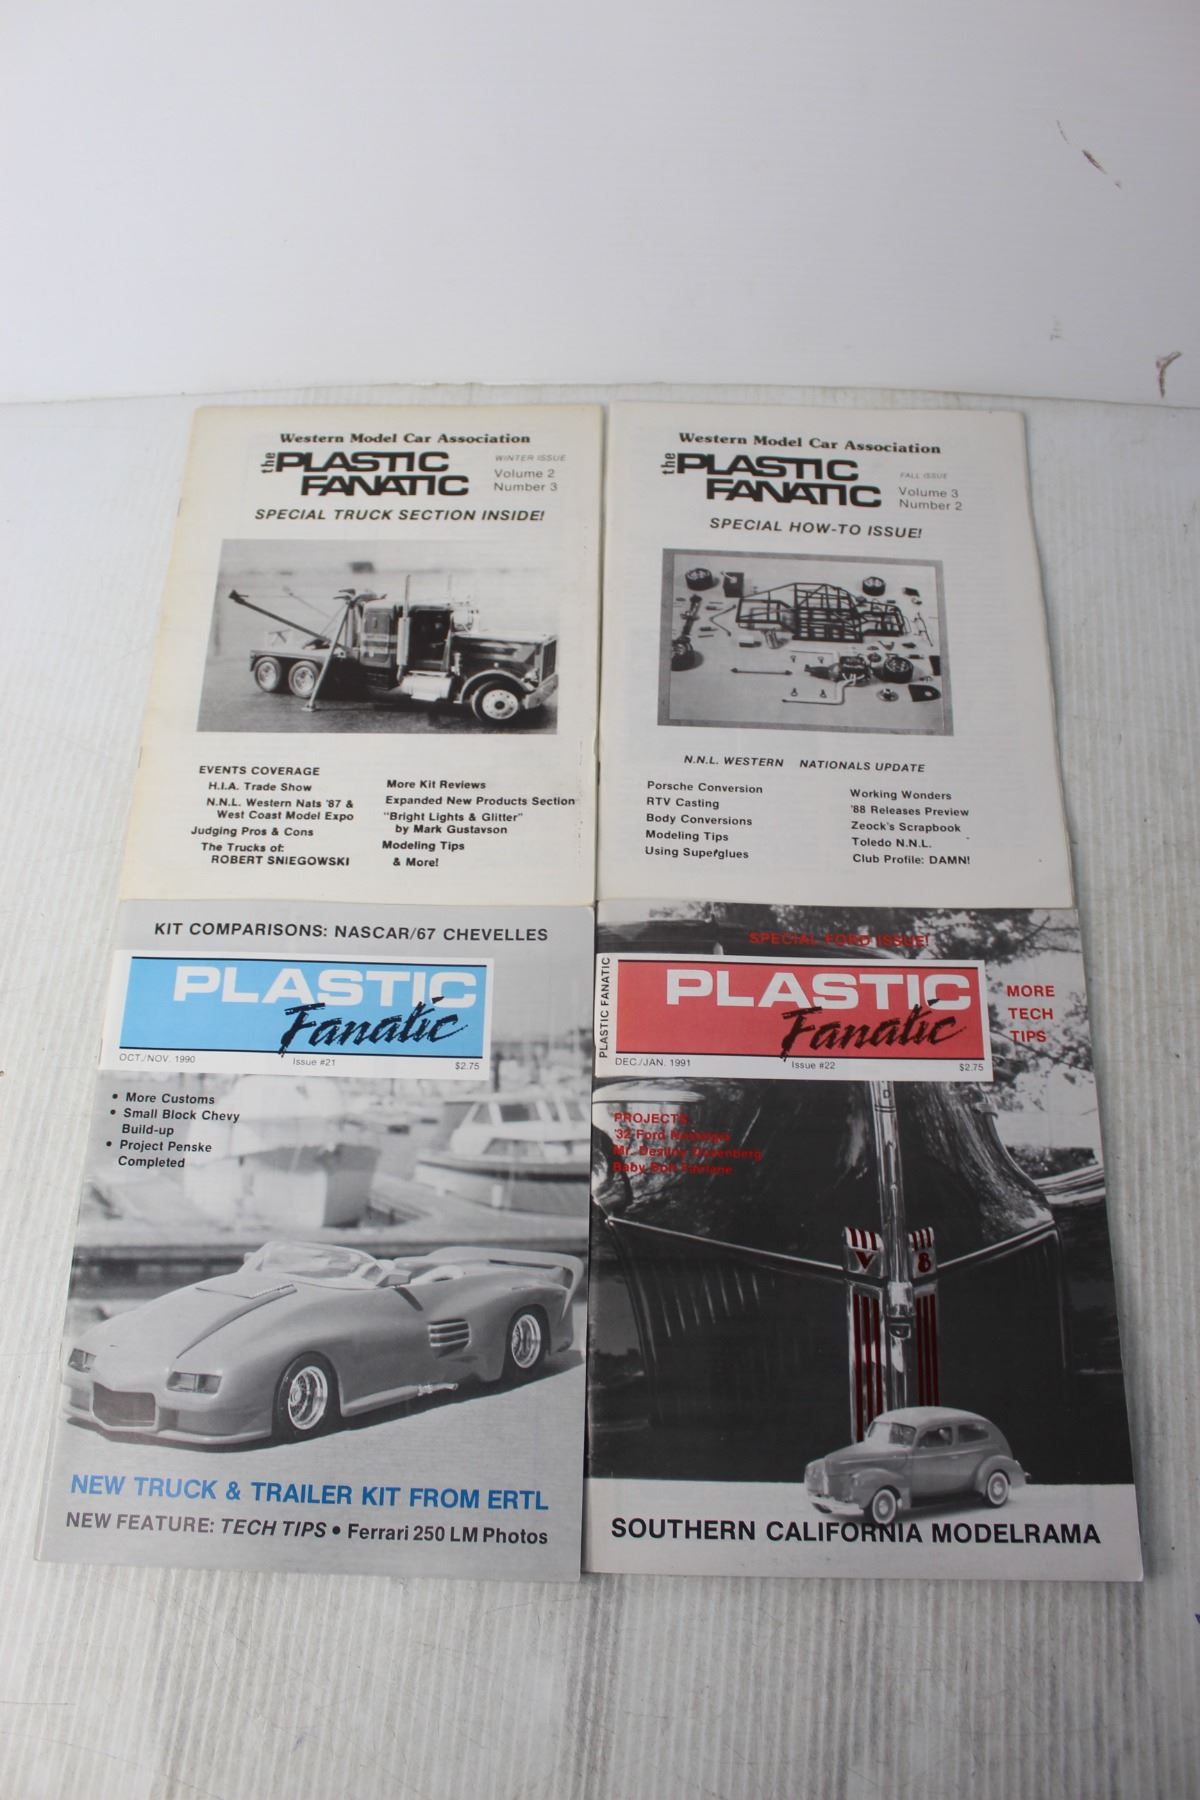 Western Model Car Association
the PLASTIC
FANATIC
WINTER ISSUE
Volume 2
Number 3
SPECIAL TRUCK SECTION INSIDE!
EVENTS COVERAGE
H.I.A. Trade Show
N.N.L. Western Nats '87 &
West Coast Model Expo
Judging Pros & Cons
The Trucks of:
ROBERT SNIEGOWSKI
More Kit Reviews
Expanded New Products Section
"Bright Lights & Glitter"
by Mark Gustavson
Modeling Tips
& More!
Western Model Car Association
the PLASTIC
FANATIC
FALL ISSUE
Volume 3
Number 2
SPECIAL HOW-TO ISSUE!
N.N.L. WESTERN NATIONALS UPDATE
Porsche Conversion
RTV Casting
Body Conversions
Modeling Tips
Using Superglues
Working Wonders
'88 Releases Preview
Zeock's Scrapbook
Toledo N.N.L.
Club Profile: DAMN!
KIT COMPARISONS: NASCAR/67 CHEVELLES
PLASTIC
Fanatic
OCT./NOV. 1990
Issue #21
$2.75
• More Customs
• Small Block Chevy
Build-up
• Project Penske
Completed
NEW TRUCK & TRAILER KIT FROM ERTL
NEW FEATURE: TECH TIPS • Ferrari 250 LM Photos
SPECIAL FORD ISSUE!
PLASTIC FANATIC
PLASTIC
Fanatic
DEC./JAN. 1991
Issue #22
$2.75
MORE
TECH
TIPS
PROJECTS:
'32 Ford Nostalgia
Mr. Deeds's Duesenberg
Baby Doll Fairlane
V 8
SOUTHERN CALIFORNIA MODELRAMA